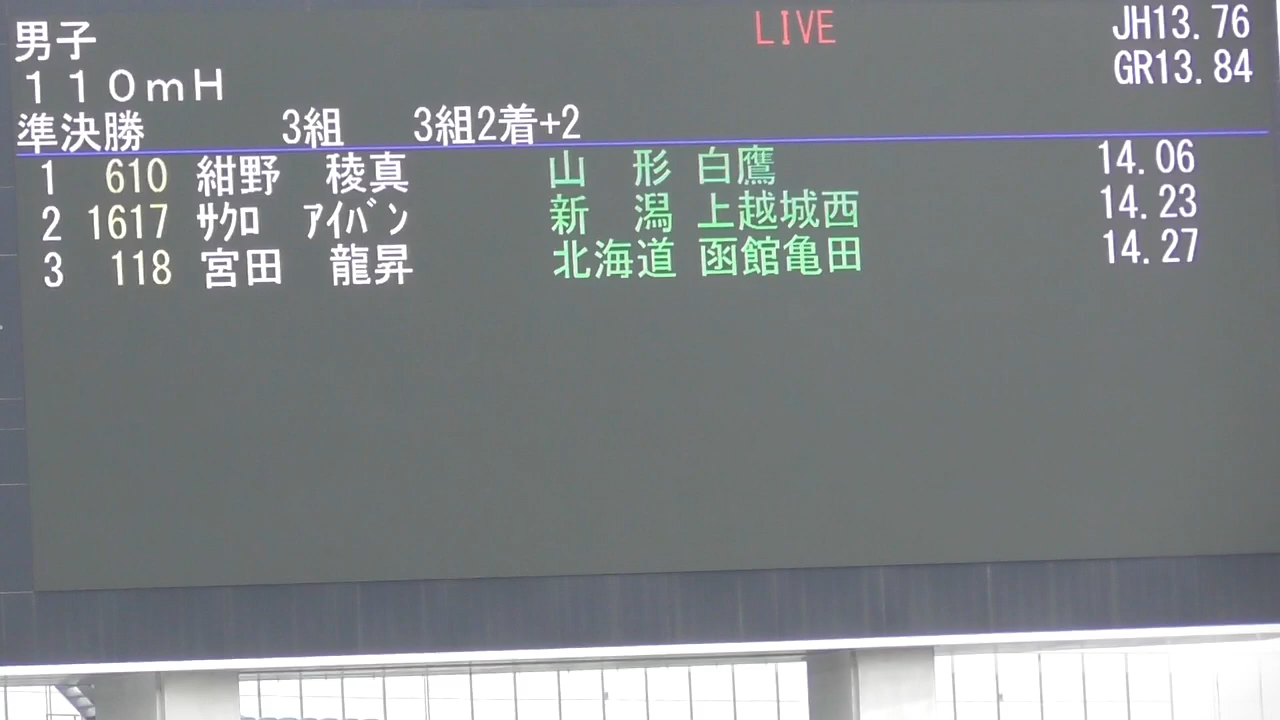 男子 LIVE JH13.76
１１０ｍＨ GR13.84
準決勝 3組 3組2着+2
1 610 紺野 稜真 山形 白鷹 14.06
2 1617 ｻｸﾛ ｱｲﾊﾞﾝ 新潟 上越城西 14.23
3 118 宮田 龍昇 北海道 函館亀田 14.27